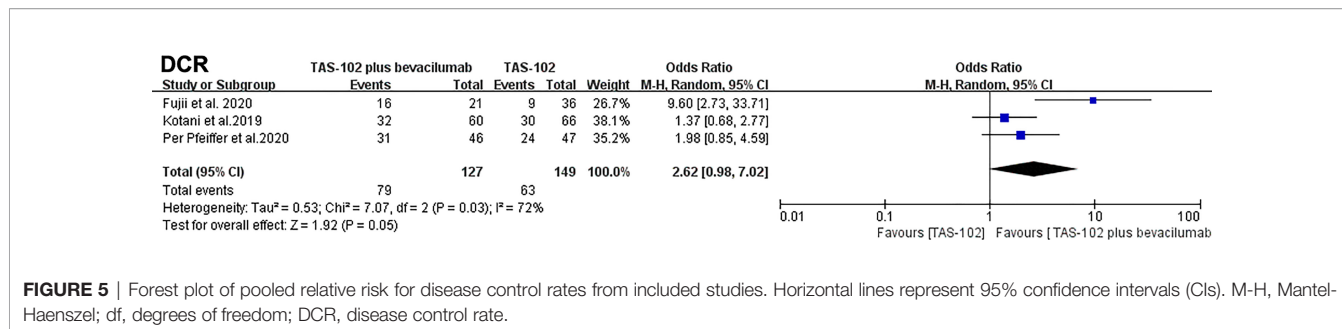 DCR
TAS-102 plus bevacilumab TAS-102 Odds Ratio Odds Ratio
Study or Subgroup Events Total Events Total Weight M-H, Random, 95% CI M-H, Random, 95% CI
Fujii et al. 2020 16 21 9 36 26.7% 9.60 [2.73, 33.71]
Kotani et al.2019 32 60 30 66 38.1% 1.37 [0.68, 2.77]
Per Pfeiffer et al.2020 31 46 24 47 35.2% 1.98 [0.85, 4.59]
Total (95% CI) 127 149 100.0% 2.62 [0.98, 7.02]
Total events 79 63
Heterogeneity: Tau² = 0.53; Chi² = 7.07, df = 2 (P = 0.03); I² = 72%
Test for overall effect: Z = 1.92 (P = 0.05)
0.01 0.1 1 10 100
Favours [TAS-102] Favours [ TAS-102 plus bevacilumab
FIGURE 5 | Forest plot of pooled relative risk for disease control rates from included studies. Horizontal lines represent 95% confidence intervals (CIs). M-H, Mantel-
Haenszel; df, degrees of freedom; DCR, disease control rate.